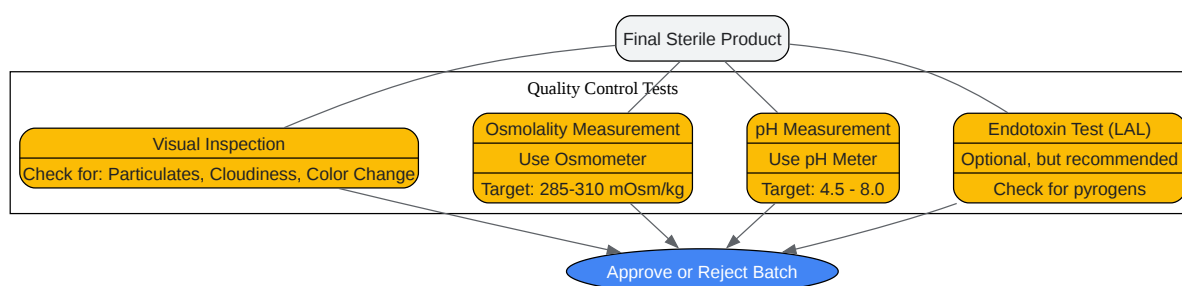 Final Sterile Product
Quality Control Tests
Visual Inspection
Check for: Particulates, Cloudiness, Color Change
Osmolality Measurement
Use Osmometer
Target: 285-310 mOsm/kg
pH Measurement
Use pH Meter
Target: 4.5 - 8.0
Endotoxin Test (LAL)
Optional, but recommended
Check for pyrogens
Approve or Reject Batch